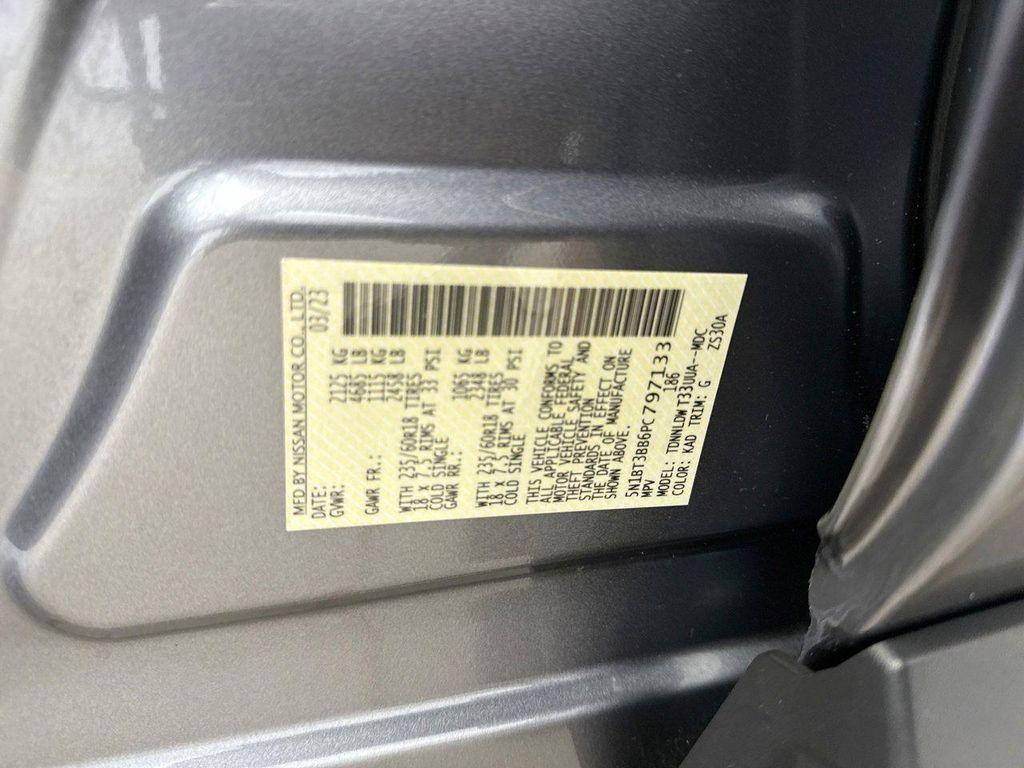 MFD BY NISSAN MOTOR CO., LTD.
DATE: 03/23
GVWR: 2125 KG
4685 LB
GAWR FR.: 1115 KG
2458 LB
WITH 235/60R18 TIRES
18 X 7.5 RIMS AT 33 PSI
COLD SINGLE
GAWR RR.: 1065 KG
2348 LB
WITH 235/60R18 TIRES
18 X 7.5 RIMS AT 30 PSI
COLD SINGLE
THIS VEHICLE CONFORMS TO
ALL APPLICABLE FEDERAL
MOTOR VEHICLE SAFETY AND
THEFT PREVENTION
STANDARDS IN EFFECT ON
THE DATE OF MANUFACTURE
SHOWN ABOVE.
5N1BT3BB6PC797133
MPV 186
MODEL: TDNNLDW T33UUA--MDC
COLOR: KAD TRIM: G ZS30A